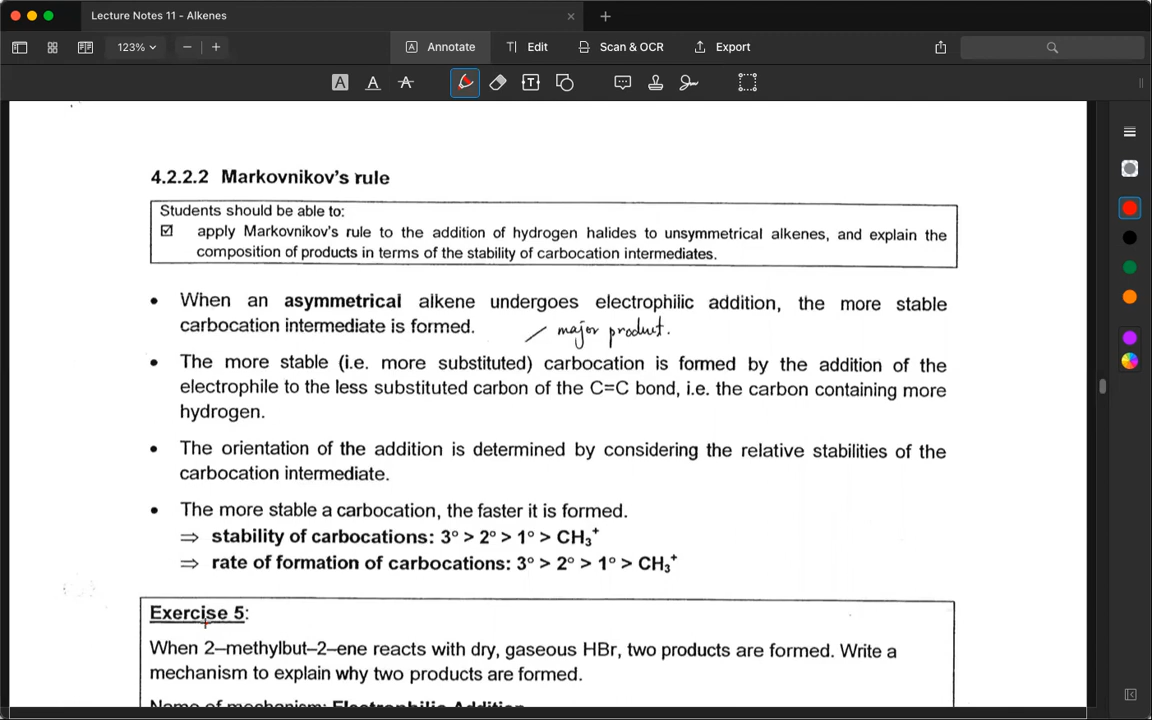 Lecture Notes 11 - Alkenes
123%
Annotate
Edit
Scan & OCR
Export
4.2.2.2 Markovnikov's rule
Students should be able to:
☑ apply Markovnikov's rule to the addition of hydrogen halides to unsymmetrical alkenes, and explain the
composition of products in terms of the stability of carbocation intermediates.
• When an asymmetrical alkene undergoes electrophilic addition, the more stable
carbocation intermediate is formed.
major product.
• The more stable (i.e. more substituted) carbocation is formed by the addition of the
electrophile to the less substituted carbon of the C=C bond, i.e. the carbon containing more
hydrogen.
• The orientation of the addition is determined by considering the relative stabilities of the
carbocation intermediate.
• The more stable a carbocation, the faster it is formed.
⇒ stability of carbocations: 3° > 2° > 1° > CH₃⁺
⇒ rate of formation of carbocations: 3° > 2° > 1° > CH₃⁺
Exercise 5:
When 2–methylbut–2–ene reacts with dry, gaseous HBr, two products are formed. Write a
mechanism to explain why two products are formed.
Name of mechanism: Electrophilic Addition